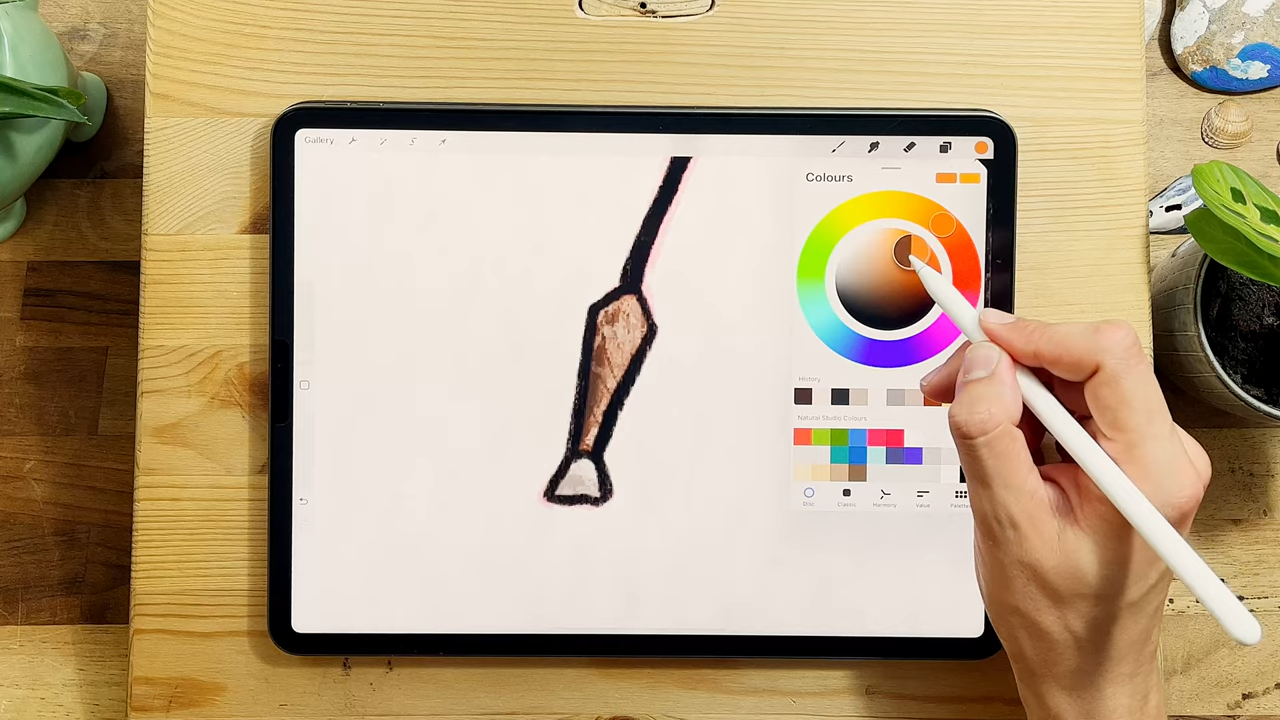 Gallery
Colours
History
Natural Studio Colours
Disc Classic Harmony Value Palettes